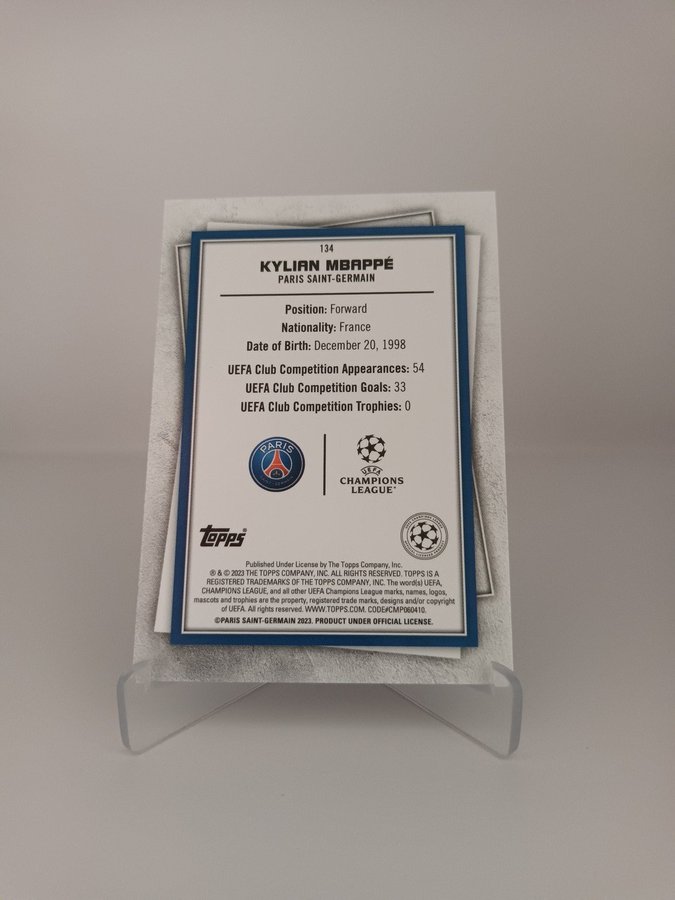 134
KYLIAN MBAPPÉ
PARIS SAINT-GERMAIN
Position: Forward
Nationality: France
Date of Birth: December 20, 1998
UEFA Club Competition Appearances: 54
UEFA Club Competition Goals: 33
UEFA Club Competition Trophies: 0
PARIS
SAINT-GERMAIN
UEFA
CHAMPIONS
LEAGUE®
Topps®
Published Under License by The Topps Company, Inc.
® & © 2023 THE TOPPS COMPANY, INC. ALL RIGHTS RESERVED. TOPPS IS A
REGISTERED TRADEMARKS OF THE TOPPS COMPANY, INC. The word(s) UEFA,
CHAMPIONS LEAGUE, and all other UEFA Champions League marks, names, logos,
mascots and trophies are the property, registered trade marks, designs and/or copyright
of UEFA. All rights reserved. WWW.TOPPS.COM. CODE#CMP060410.
©PARIS SAINT-GERMAIN 2023. PRODUCT UNDER OFFICIAL LICENSE.